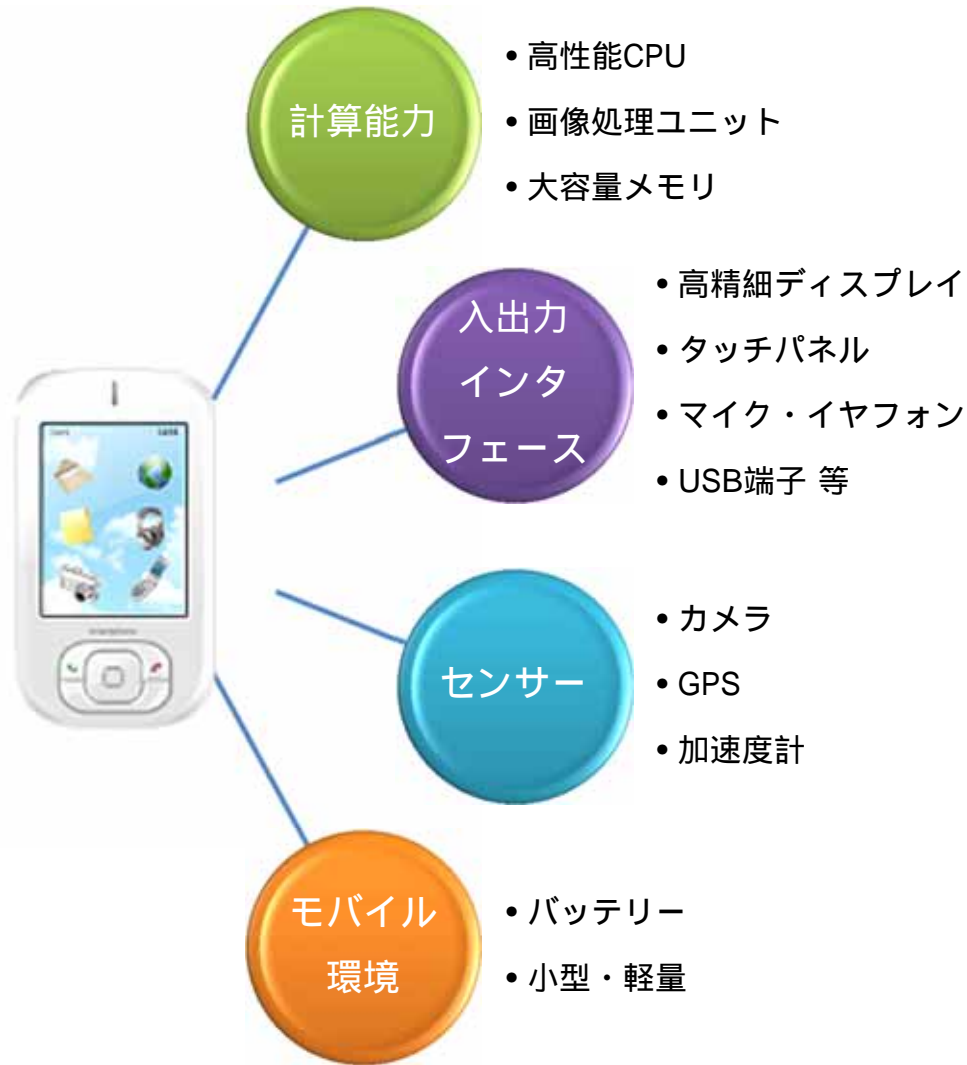 計算能力
• 高性能CPU
• 画像処理ユニット
• 大容量メモリ
入出力
インタ
フェース
• 高精細ディスプレイ
• タッチパネル
• マイク・イヤフォン
• USB端子 等
センサー
• カメラ
• GPS
• 加速度計
モバイル
環境
• バッテリー
• 小型・軽量